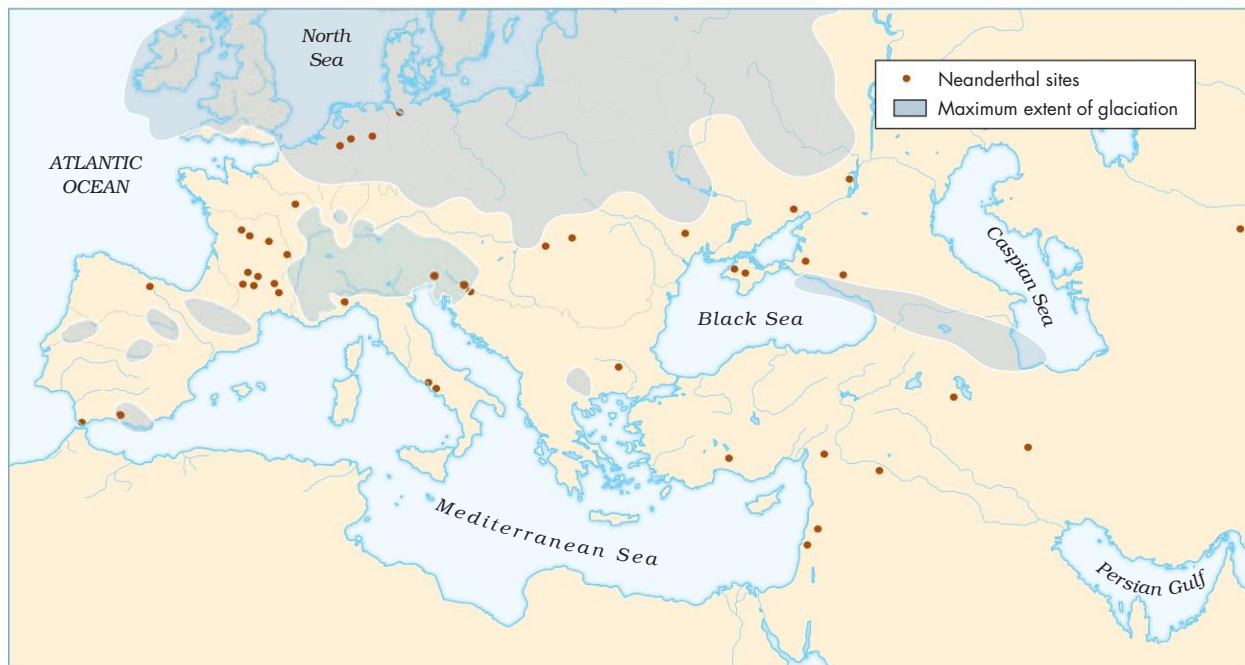 North
Sea
Neanderthal sites
Maximum extent of glaciation
ATLANTIC
OCEAN
Caspian Sea
Black Sea
Mediterranean Sea
Persian Gulf